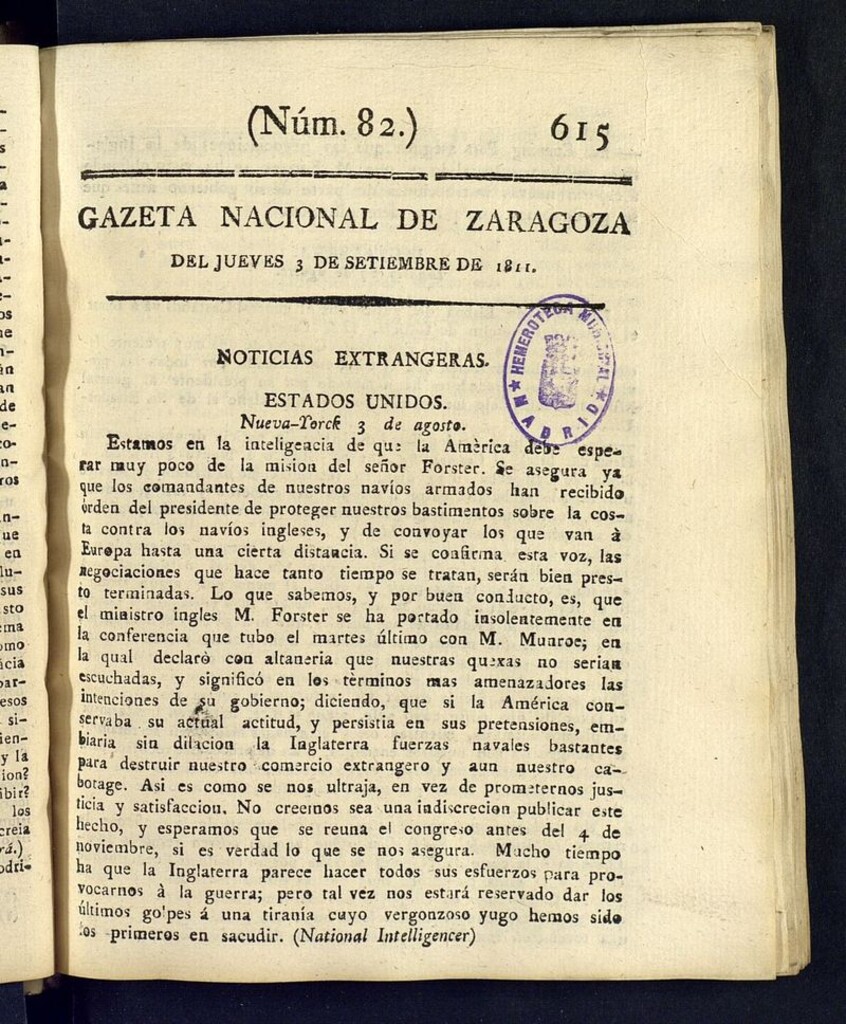 (Núm. 82.) 615
GAZETA NACIONAL DE ZARAGOZA
DEL JUEVES 3 DE SETIEMBRE DE 1811.
HEMEROTECA MUNICIPAL
★ MADRID ★
NOTICIAS EXTRANGERAS.
ESTADOS UNIDOS.
Nueva-Yorck 3 de agosto.
Estamos en la inteligencia de que la Amèrica debe espe-
rar muy poco de la mision del señor Forster. Se asegura ya
que los comandantes de nuestros navíos armados han recibido
òrden del presidente de proteger nuestros bastimentos sobre la cos-
ta contra los navíos ingleses, y de convoyar los que van à
Europa hasta una cierta distancia. Si se confirma esta voz, las
negociaciones que hace tanto tiempo se tratan, serán bien pres-
to terminadas. Lo que sabemos, y por buen conducto, es, que
el ministro ingles M. Forster se ha portado insolentemente en
la conferencia que tubo el martes último con M. Munroe; en
la qual declarò con altaneria que nuestras quexas no serian
escuchadas, y significó en los tèrminos mas amenazadores las
intenciones de su gobierno; diciendo, que si la América con-
servaba su actual actitud, y persistia en sus pretensiones, em-
biaria sin dilacion la Inglaterra fuerzas navales bastantes
para destruir nuestro comercio extrangero y aun nuestro ca-
botage. Asi es como se nos ultraja, en vez de prometernos jus-
ticia y satisfaccion. No creemos sea una indiscrecion publicar este
hecho, y esperamos que se reuna el congreso antes del 4 de
noviembre, si es verdad lo que se nos asegura. Mucho tiempo
ha que la Inglaterra parece hacer todos sus esfuerzos para pro-
vocarnos à la guerra; pero tal vez nos estará reservado dar los
últimos golpes á una tiranía cuyo vergonzoso yugo hemos sido
los primeros en sacudir. (National Intelligencer)